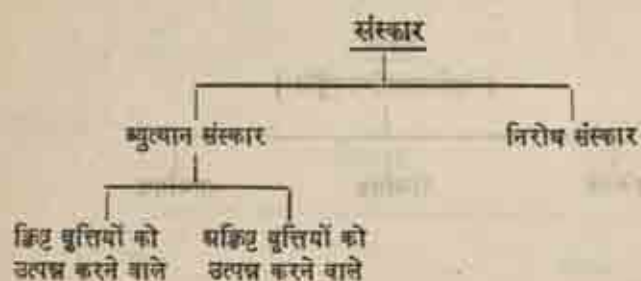 संस्कार
व्युत्थान संस्कार निरोध संस्कार
क्लिष्ट वृत्तियों को अक्लिष्ट वृत्तियों को
उत्पन्न करने वाले उत्पन्न करने वाले